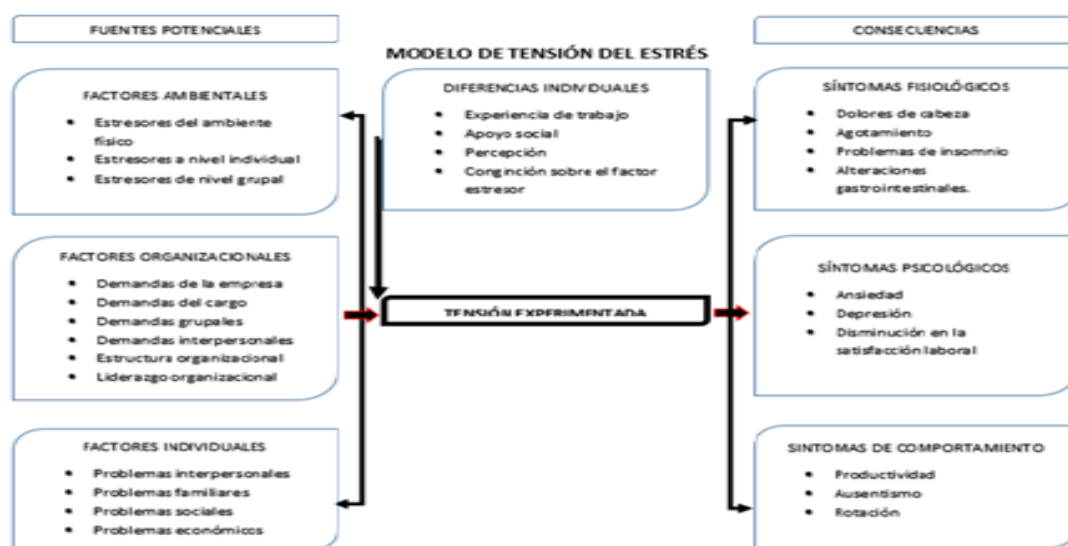 FUENTES POTENCIALES
FACTORES AMBIENTALES
• Estresores del ambiente
físico
• Estresores a nivel individual
• Estresores de nivel grupal
FACTORES ORGANIZACIONALES
• Demandas de la empresa
• Demandas del cargo
• Demandas grupales
• Demandas interpersonales
• Estructura organizacional
• Liderazgo organizacional
FACTORES INDIVIDUALES
• Problemas interpersonales
• Problemas familiares
• Problemas sociales
• Problemas económicos
MODELO DE TENSIÓN DEL ESTRÉS
DIFERENCIAS INDIVIDUALES
• Experiencia de trabajo
• Apoyo social
• Percepción
• Conginción sobre el factor
estresor
TENSIÓN EXPERIMENTADA
CONSECUENCIAS
SÍNTOMAS FISIOLÓGICOS
• Dolores de cabeza
• Agotamiento
• Problemas de insomnio
• Alteraciones
gastrointestinales.
SÍNTOMAS PSICOLÓGICOS
• Ansiedad
• Depresión
• Disminución en la
satisfacción laboral
SINTOMAS DE COMPORTAMIENTO
• Productividad
• Ausentismo
• Rotación